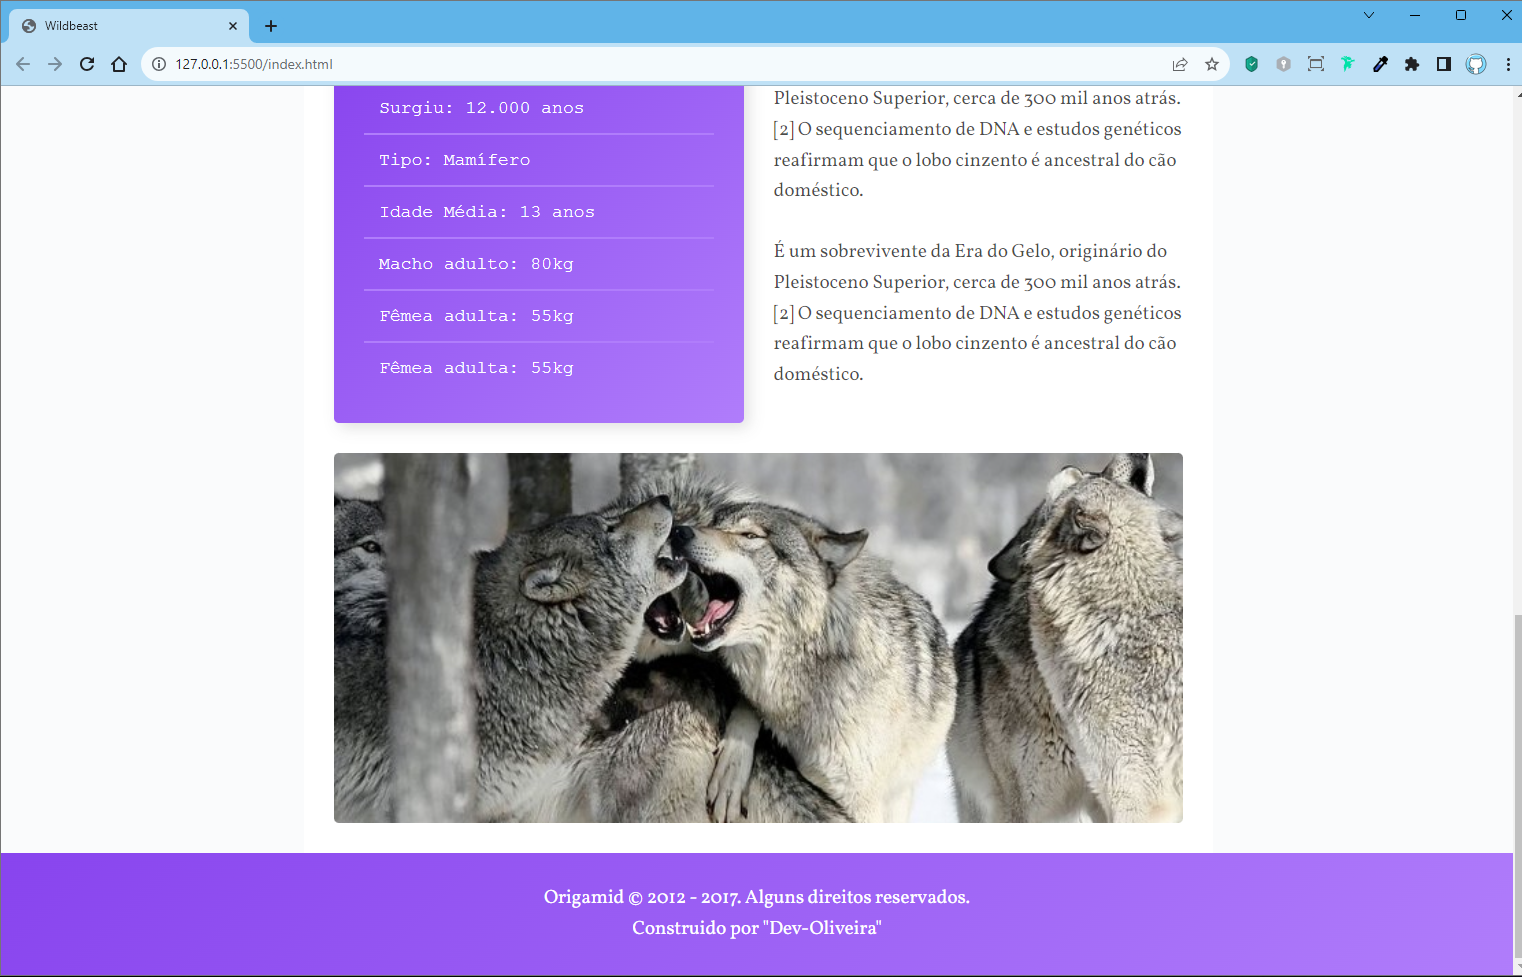 Wildbeast
127.0.0.1:5500/index.html
Surgiu: 12.000 anos
Tipo: Mamífero
Idade Média: 13 anos
Macho adulto: 80kg
Fêmea adulta: 55kg
Fêmea adulta: 55kg
Pleistoceno Superior, cerca de 300 mil anos atrás.
[2] O sequenciamento de DNA e estudos genéticos
reafirmam que o lobo cinzento é ancestral do cão
doméstico.
É um sobrevivente da Era do Gelo, originário do
Pleistoceno Superior, cerca de 300 mil anos atrás.
[2] O sequenciamento de DNA e estudos genéticos
reafirmam que o lobo cinzento é ancestral do cão
doméstico.
Origamid © 2012 - 2017. Alguns direitos reservados.
Construido por "Dev-Oliveira"